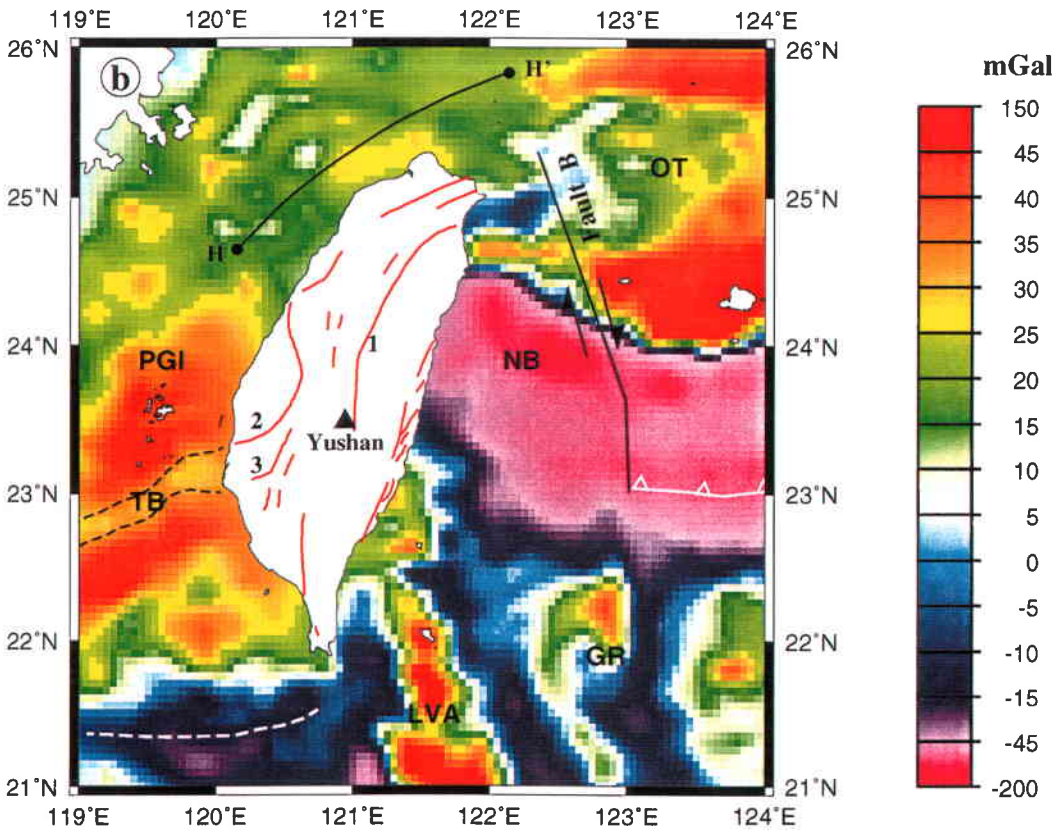 119°E 120°E 121°E 122°E 123°E 124°E
26°N 26°N
b
H'
mGal
150
OT
Fault B
45
25°N 25°N
40
H
35
30
1
24°N 24°N
25
PGI
NB
20
2
Yushan
15
3
10
23°N 23°N
TB
5
0
-5
22°N 22°N
GR
-10
-15
LVA
-45
21°N 21°N
-200
119°E 120°E 121°E 122°E 123°E 124°E